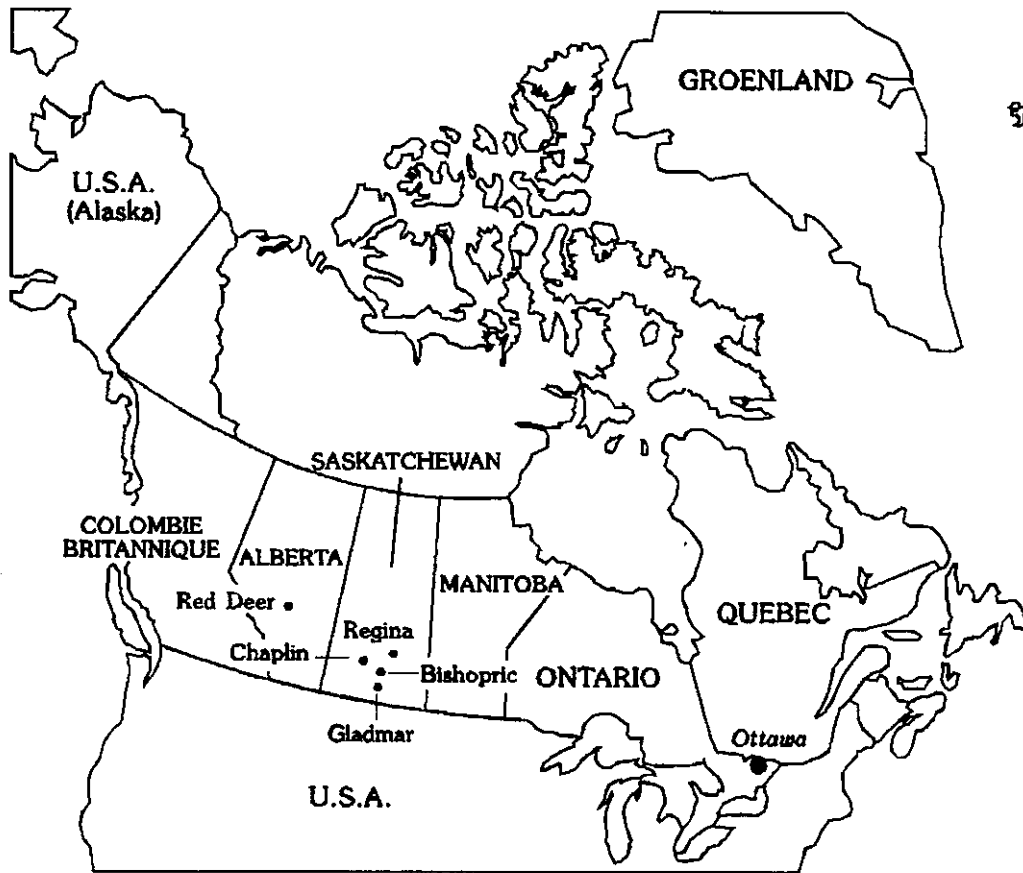 GROENLAND
U.S.A.
(Alaska)
SASKATCHEWAN
COLOMBIE
BRITANNIQUE
ALBERTA
MANITOBA
Red Deer
QUEBEC
Regina
Chaplin
Bishopric
ONTARIO
Gladmar
Ottawa
U.S.A.